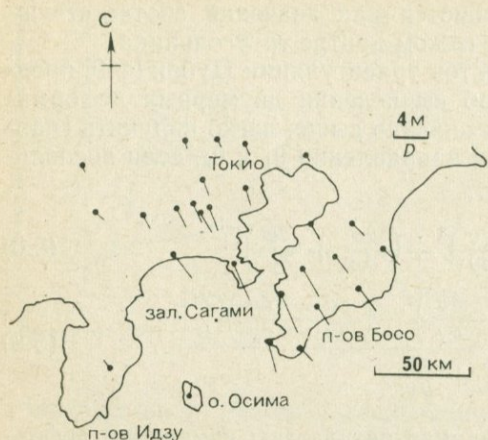 С
4 м
D
Токио
зал. Сагами
п-ов Босо
50 км
о. Осима
п-ов Идзу